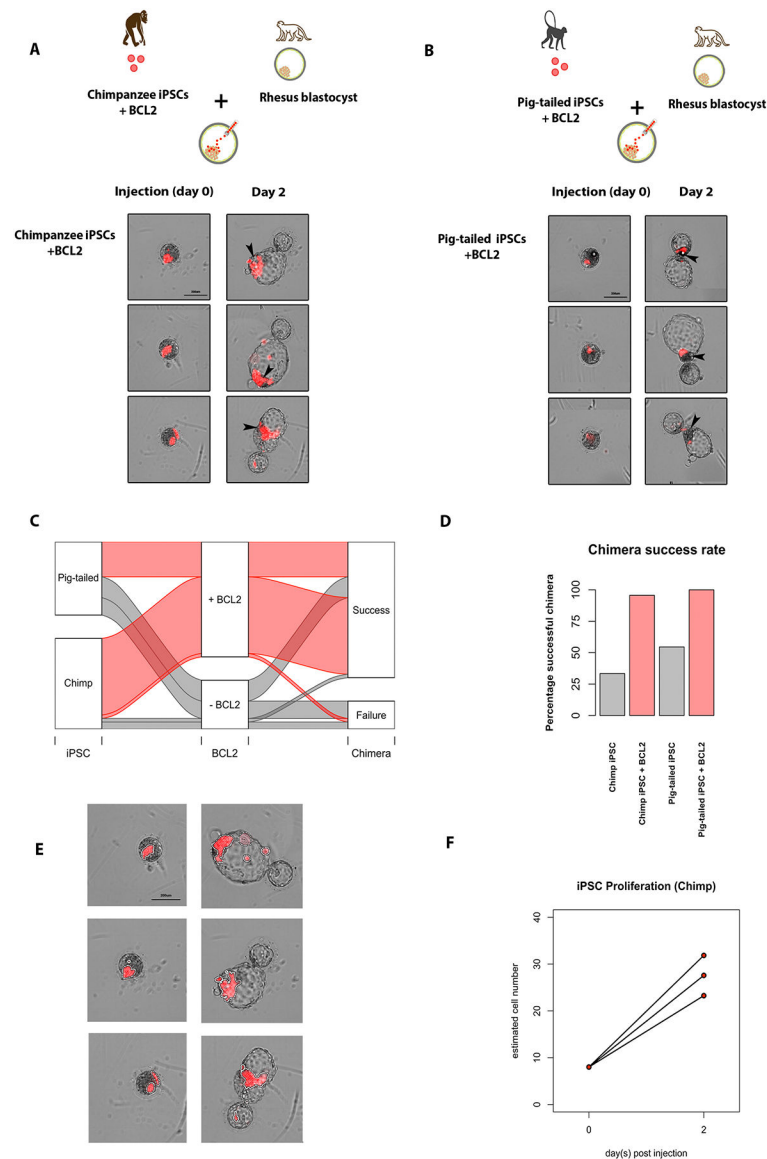 A
Chimpanzee iPSCs
+ BCL2
+
Rhesus blastocyst
Injection (day 0)
Day 2
Chimpanzee iPSCs
+BCL2
B
Pig-tailed iPSCs
+ BCL2
+
Rhesus blastocyst
Injection (day 0)
Day 2
Pig-tailed iPSCs
+BCL2
C
Pig-tailed
Chimp
+ BCL2
- BCL2
Success
Failure
iPSC
BCL2
Chimera
D
Chimera success rate
Percentage successful chimera
100
75
50
25
0
Chimp iPSC
Chimp iPSC + BCL2
Pig-tailed iPSC
Pig-tailed iPSC + BCL2
E
F
iPSC Proliferation (Chimp)
estimated cell number
40
30
20
10
0
0
2
day(s) post injection